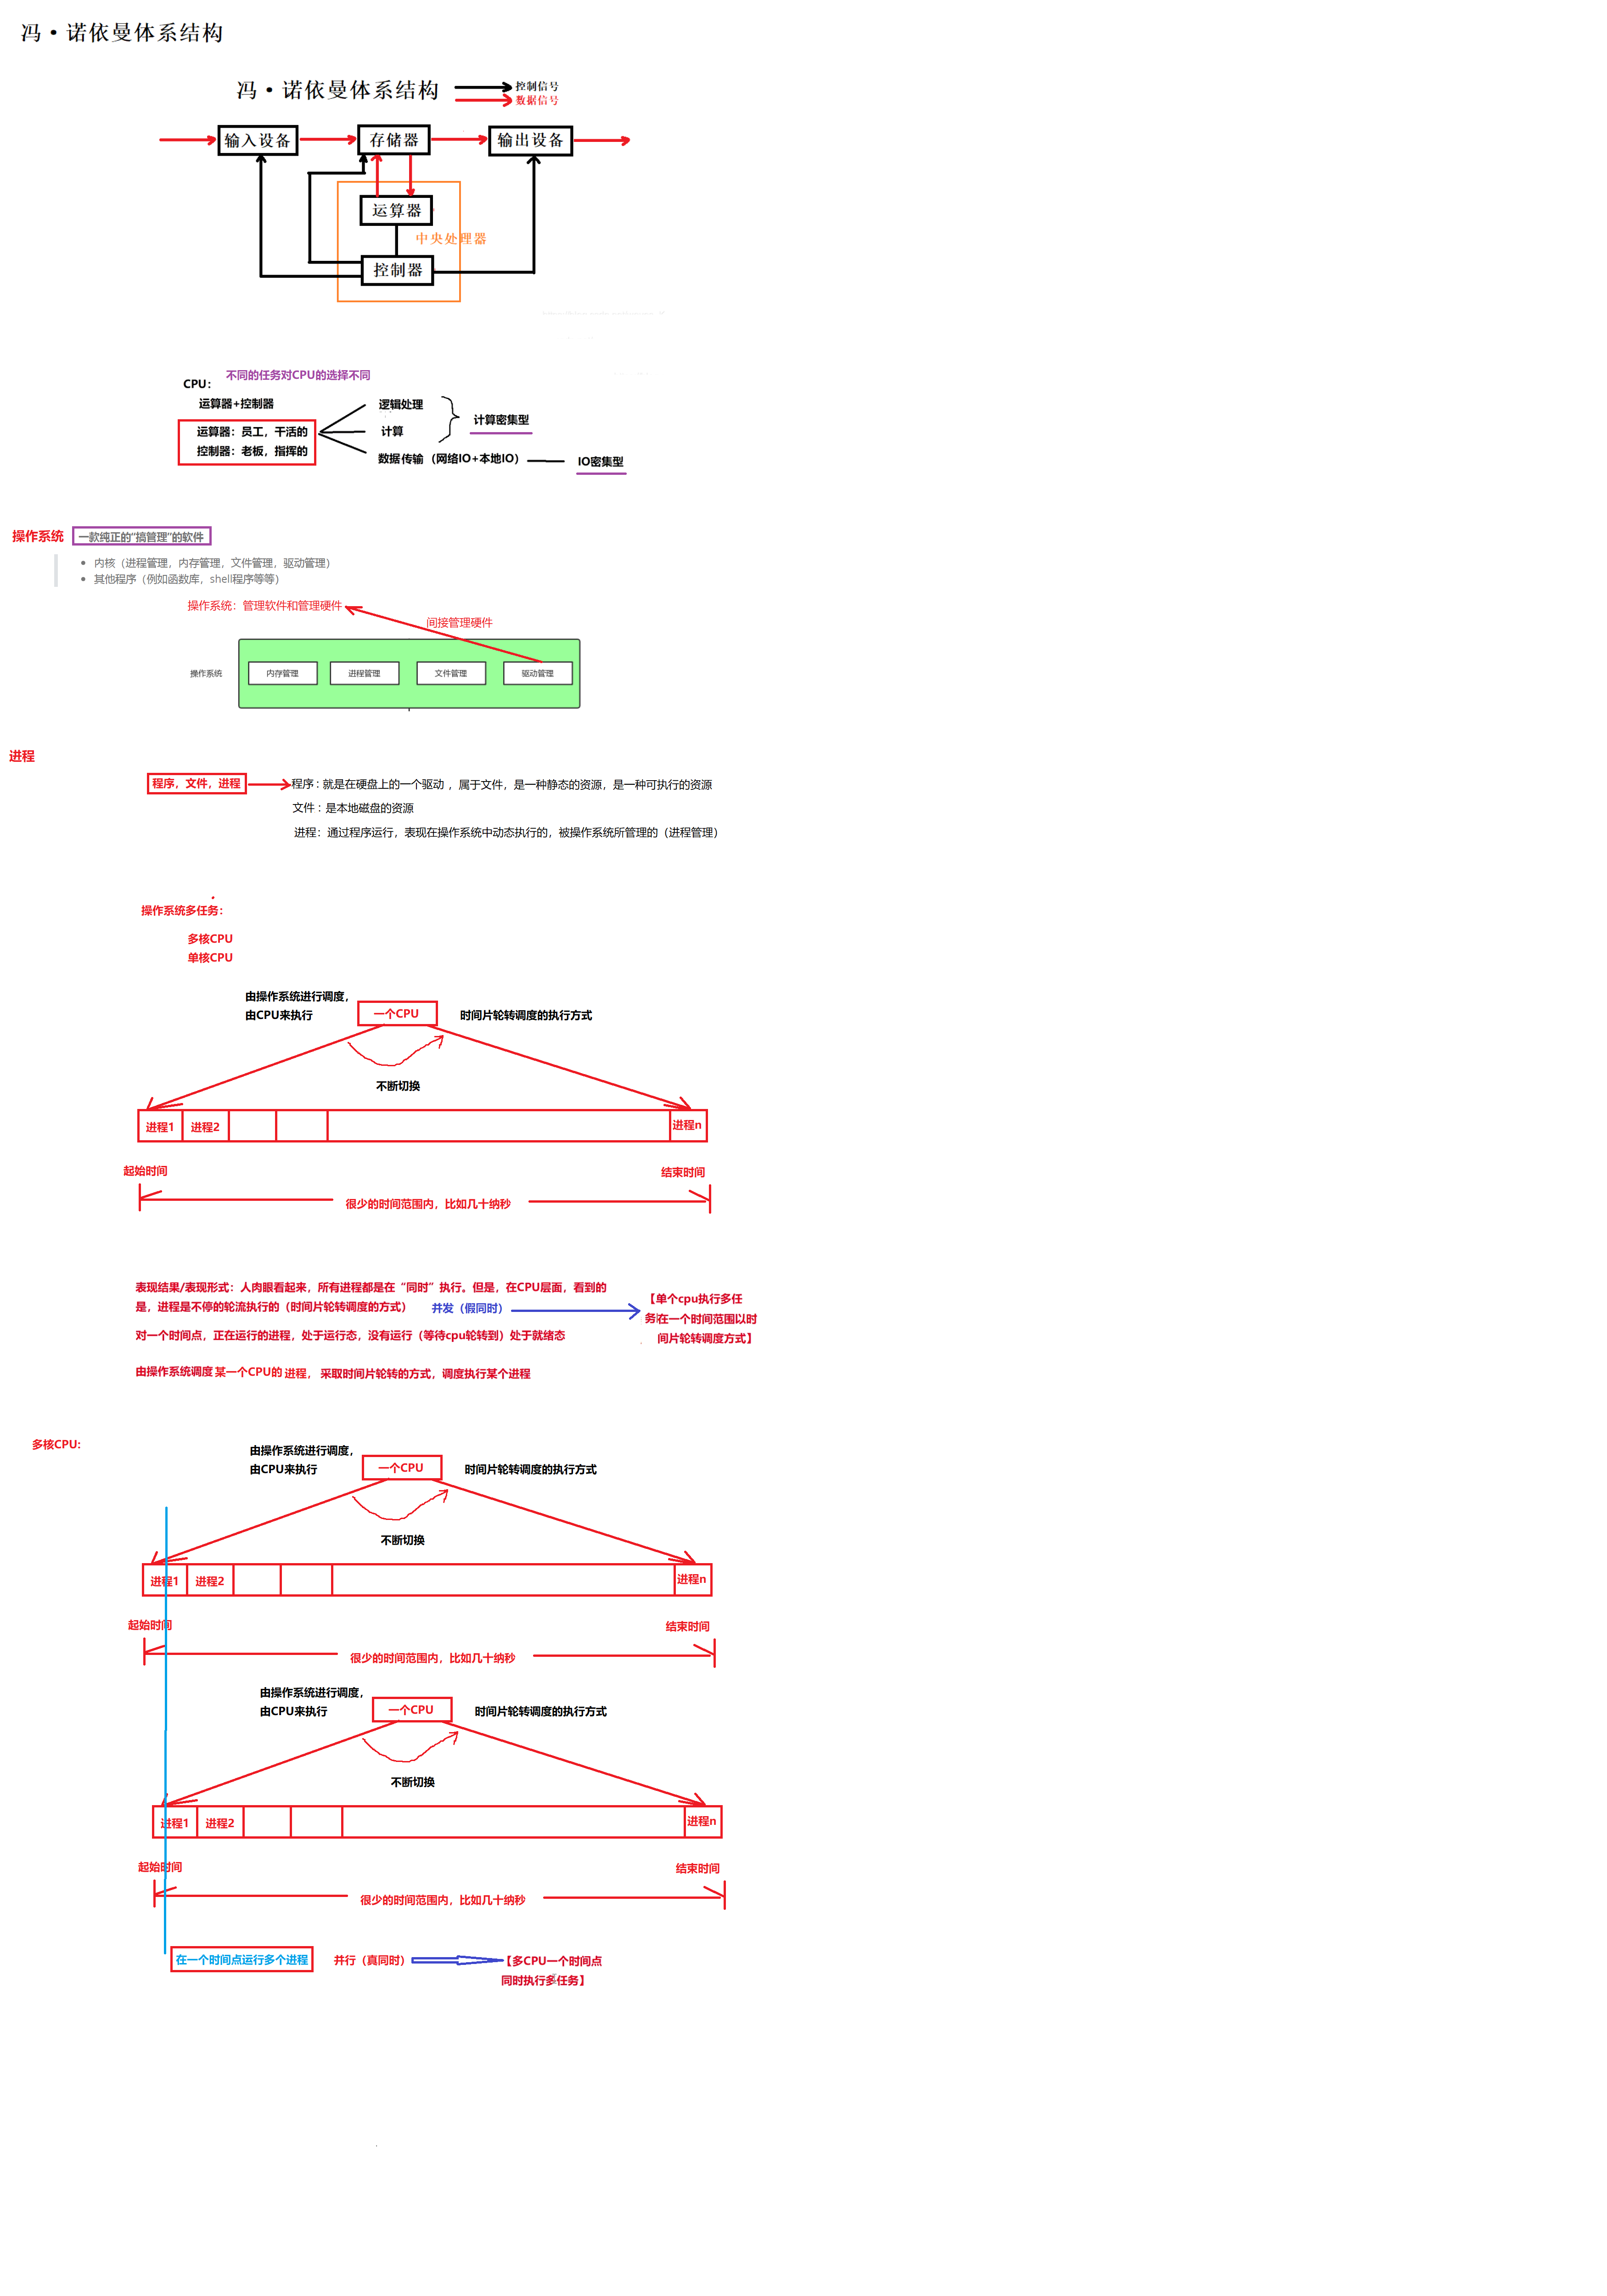 冯·诺依曼体系结构
冯·诺依曼体系结构
控制信号
数据信号
输入设备
存储器
输出设备
运算器
中央处理器
控制器
不同的任务对CPU的选择不同
CPU：
运算器+控制器
运算器：员工，干活的
控制器：老板，指挥的
逻辑处理
计算
计算密集型
数据传输（网络IO+本地IO）
IO密集型
操作系统
一款纯正的“搞管理”的软件
内核（进程管理，内存管理，文件管理，驱动管理）
其他程序（例如函数库，shell程序等等）
操作系统：管理软件和管理硬件
间接管理硬件
操作系统
内存管理
进程管理
文件管理
驱动管理
进程
程序，文件，进程
程序：就是在硬盘上的一个驱动 ，属于文件，是一种静态的资源，是一种可执行的资源
文件：是本地磁盘的资源
进程：通过程序运行，表现在操作系统中动态执行的，被操作系统所管理的（进程管理）
操作系统多任务：
多核CPU
单核CPU
由操作系统进行调度，
由CPU来执行
一个CPU
时间片轮转调度的执行方式
不断切换
进程1
进程2
进程n
起始时间
结束时间
很少的时间范围内，比如几十纳秒
表现结果/表现形式：人肉眼看起来，所有进程都是在“同时”执行。但是，在CPU层面，看到的
是，进程是不停的轮流执行的（时间片轮转调度的方式）
并发（假同时）
【单个cpu执行多任
务|在一个时间范围以时
间片轮转调度方式】
对一个时间点，正在运行的进程，处于运行态，没有运行（等待cpu轮转到）处于就绪态
由操作系统调度 某一个CPU的 进程， 采取时间片轮转的方式，调度执行某个进程
多核CPU:
由操作系统进行调度，
由CPU来执行
一个CPU
时间片轮转调度的执行方式
不断切换
进程1
进程2
进程n
起始时间
结束时间
很少的时间范围内，比如几十纳秒
由操作系统进行调度，
由CPU来执行
一个CPU
时间片轮转调度的执行方式
不断切换
进程1
进程2
进程n
起始时间
结束时间
很少的时间范围内，比如几十纳秒
在一个时间点运行多个进程
并行（真同时）
【多CPU一个时间点
同时执行多任务】